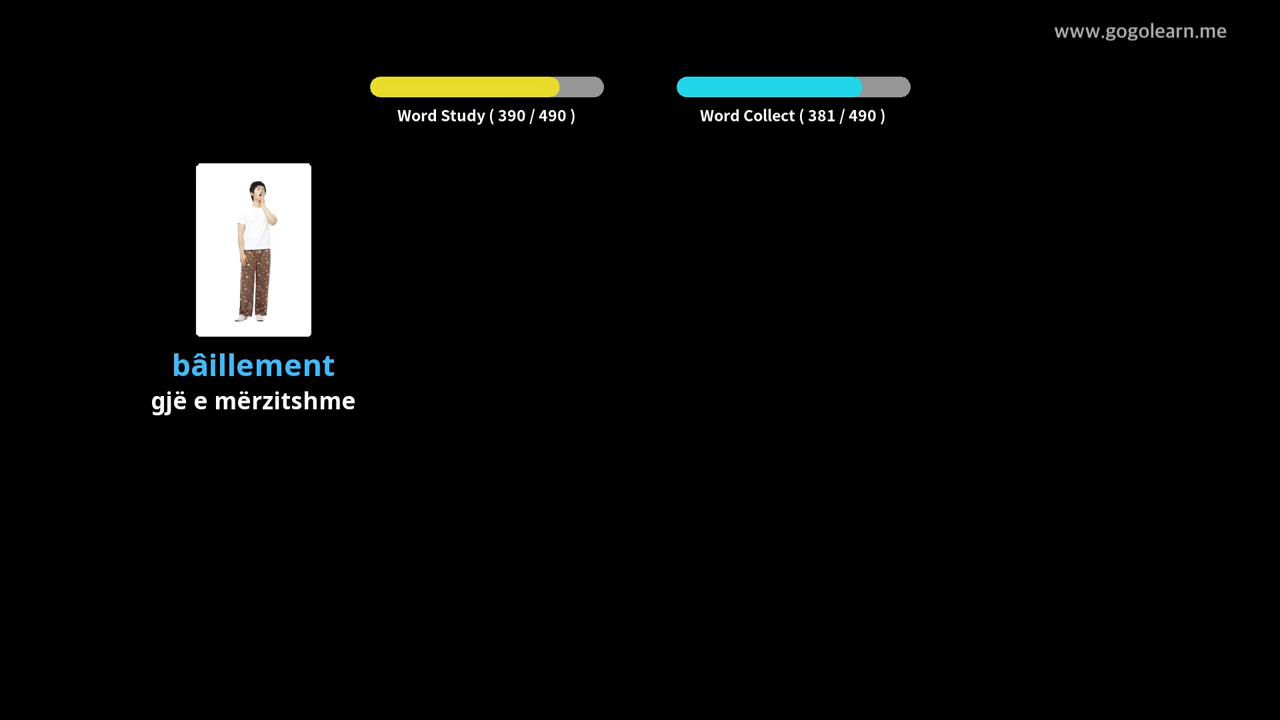 www.gogolearn.me
Word Study ( 390 / 490 )
Word Collect ( 381 / 490 )
bâillement
gjë e mërzitshme